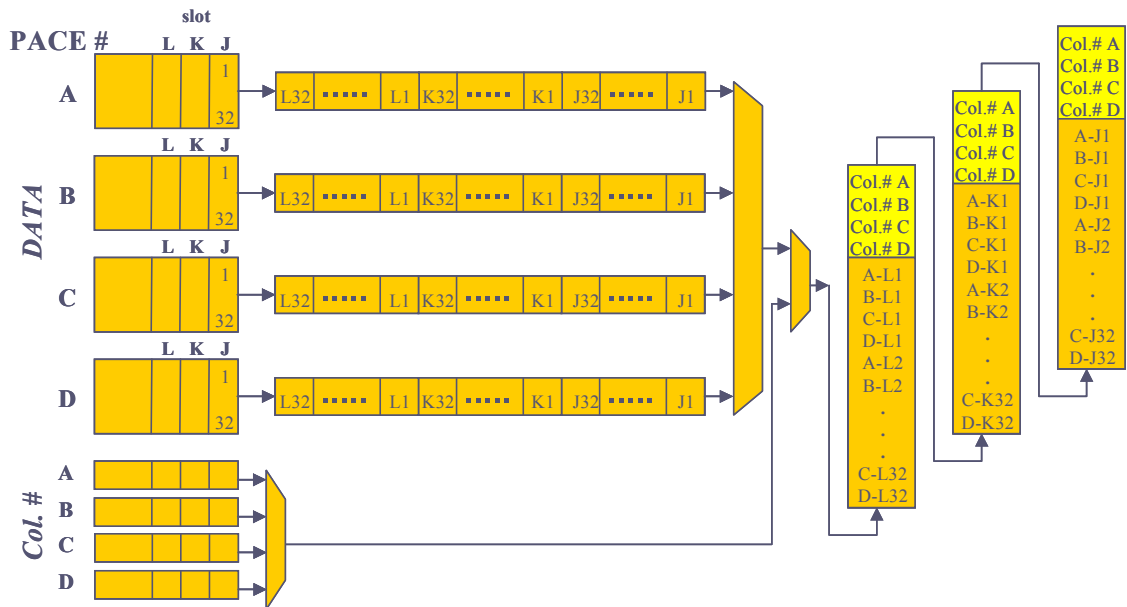 slot
PACE #
L K J
A
1
32
L32 ▪▪▪▪▪ L1 K32 ▪▪▪▪▪ K1 J32 ▪▪▪▪▪ J1
L K J
B
1
32
L32 ▪▪▪▪▪ L1 K32 ▪▪▪▪▪ K1 J32 ▪▪▪▪▪ J1
DATA
L K J
C
1
32
L32 ▪▪▪▪▪ L1 K32 ▪▪▪▪▪ K1 J32 ▪▪▪▪▪ J1
L K J
D
1
32
L32 ▪▪▪▪▪ L1 K32 ▪▪▪▪▪ K1 J32 ▪▪▪▪▪ J1
Col. #
A
B
C
D
Col.# A
Col.# B
Col.# C
Col.# D
A-L1
B-L1
C-L1
D-L1
A-L2
B-L2
.
.
.
C-L32
D-L32
Col.# A
Col.# B
Col.# C
Col.# D
A-K1
B-K1
C-K1
D-K1
A-K2
B-K2
.
.
.
C-K32
D-K32
Col.# A
Col.# B
Col.# C
Col.# D
A-J1
B-J1
C-J1
D-J1
A-J2
B-J2
.
.
.
C-J32
D-J32